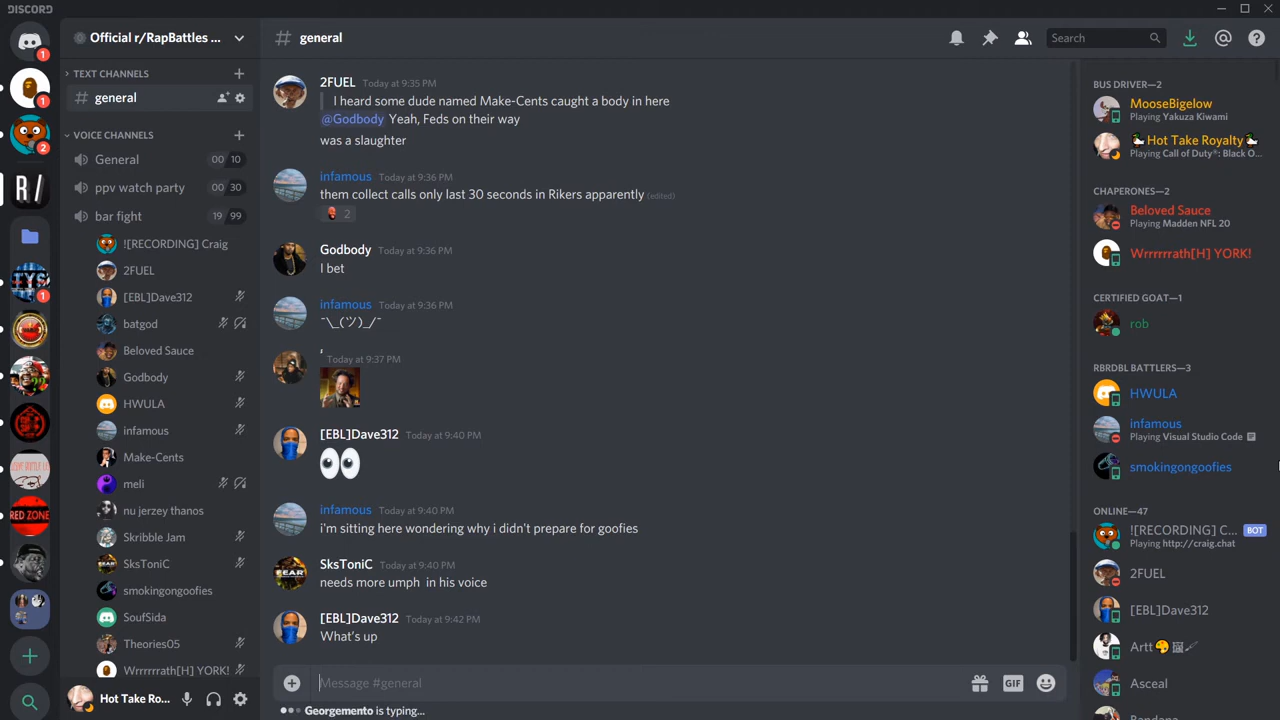 DISCORD
1
1
2
1
R/
Official r/RapBattles ...
TEXT CHANNELS
# general
VOICE CHANNELS
General 00 10
ppv watch party 00 30
bar fight 19 99
![RECORDING] Craig
2FUEL
[EBL]Dave312
batgod
Beloved Sauce
Godbody
HWULA
infamous
Make-Cents
meli
nu jerzey thanos
Skribble Jam
SksToniC
smokingongoofies
SoufSida
Theories05
Wrrrrrrath[H] YORK!
Hot Take Ro...
# general
Search
2FUEL Today at 9:35 PM
I heard some dude named Make-Cents caught a body in here
@Godbody Yeah, Feds on their way
was a slaughter
infamous Today at 9:36 PM
them collect calls only last 30 seconds in Rikers apparently (edited)
2
Godbody Today at 9:36 PM
I bet
infamous Today at 9:36 PM
¯\_(ツ)_/¯
, Today at 9:37 PM
[EBL]Dave312 Today at 9:40 PM
👀
infamous Today at 9:40 PM
i'm sitting here wondering why i didn't prepare for goofies
SksToniC Today at 9:40 PM
needs more umph in his voice
[EBL]Dave312 Today at 9:42 PM
What's up
Message #general
GIF
Georgemento is typing...
BUS DRIVER—2
MooseBigelow
Playing Yakuza Kiwami
Hot Take Royalty
Playing Call of Duty®: Black O...
CHAPERONES—2
Beloved Sauce
Playing Madden NFL 20
Wrrrrrrath[H] YORK!
CERTIFIED GOAT—1
rob
RBRDBL BATTLERS—3
HWULA
infamous
Playing Visual Studio Code
smokingongoofies
ONLINE—47
![RECORDING] C... BOT
Playing http://craig.chat
2FUEL
[EBL]Dave312
Artt
Asceal
RED ZONE
FEAR